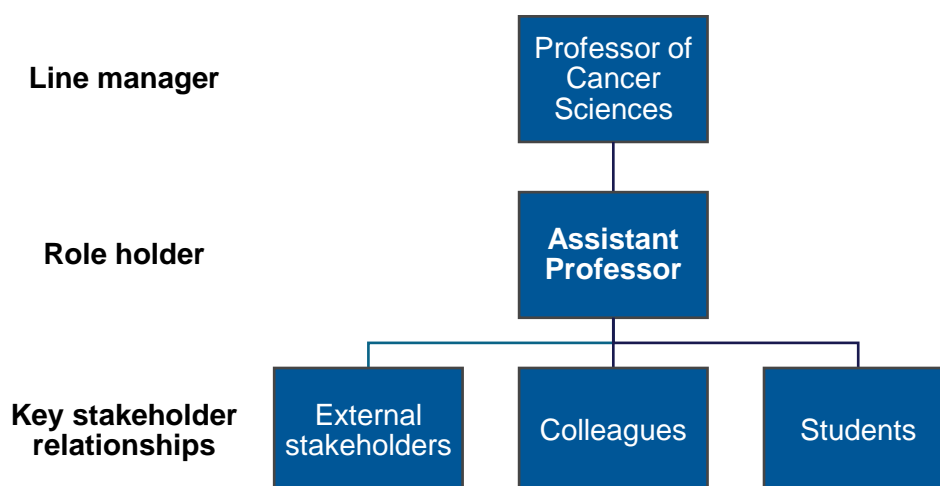 Line manager
Professor of
Cancer
Sciences
Role holder
Assistant
Professor
Key stakeholder
relationships
External
stakeholders
Colleagues
Students